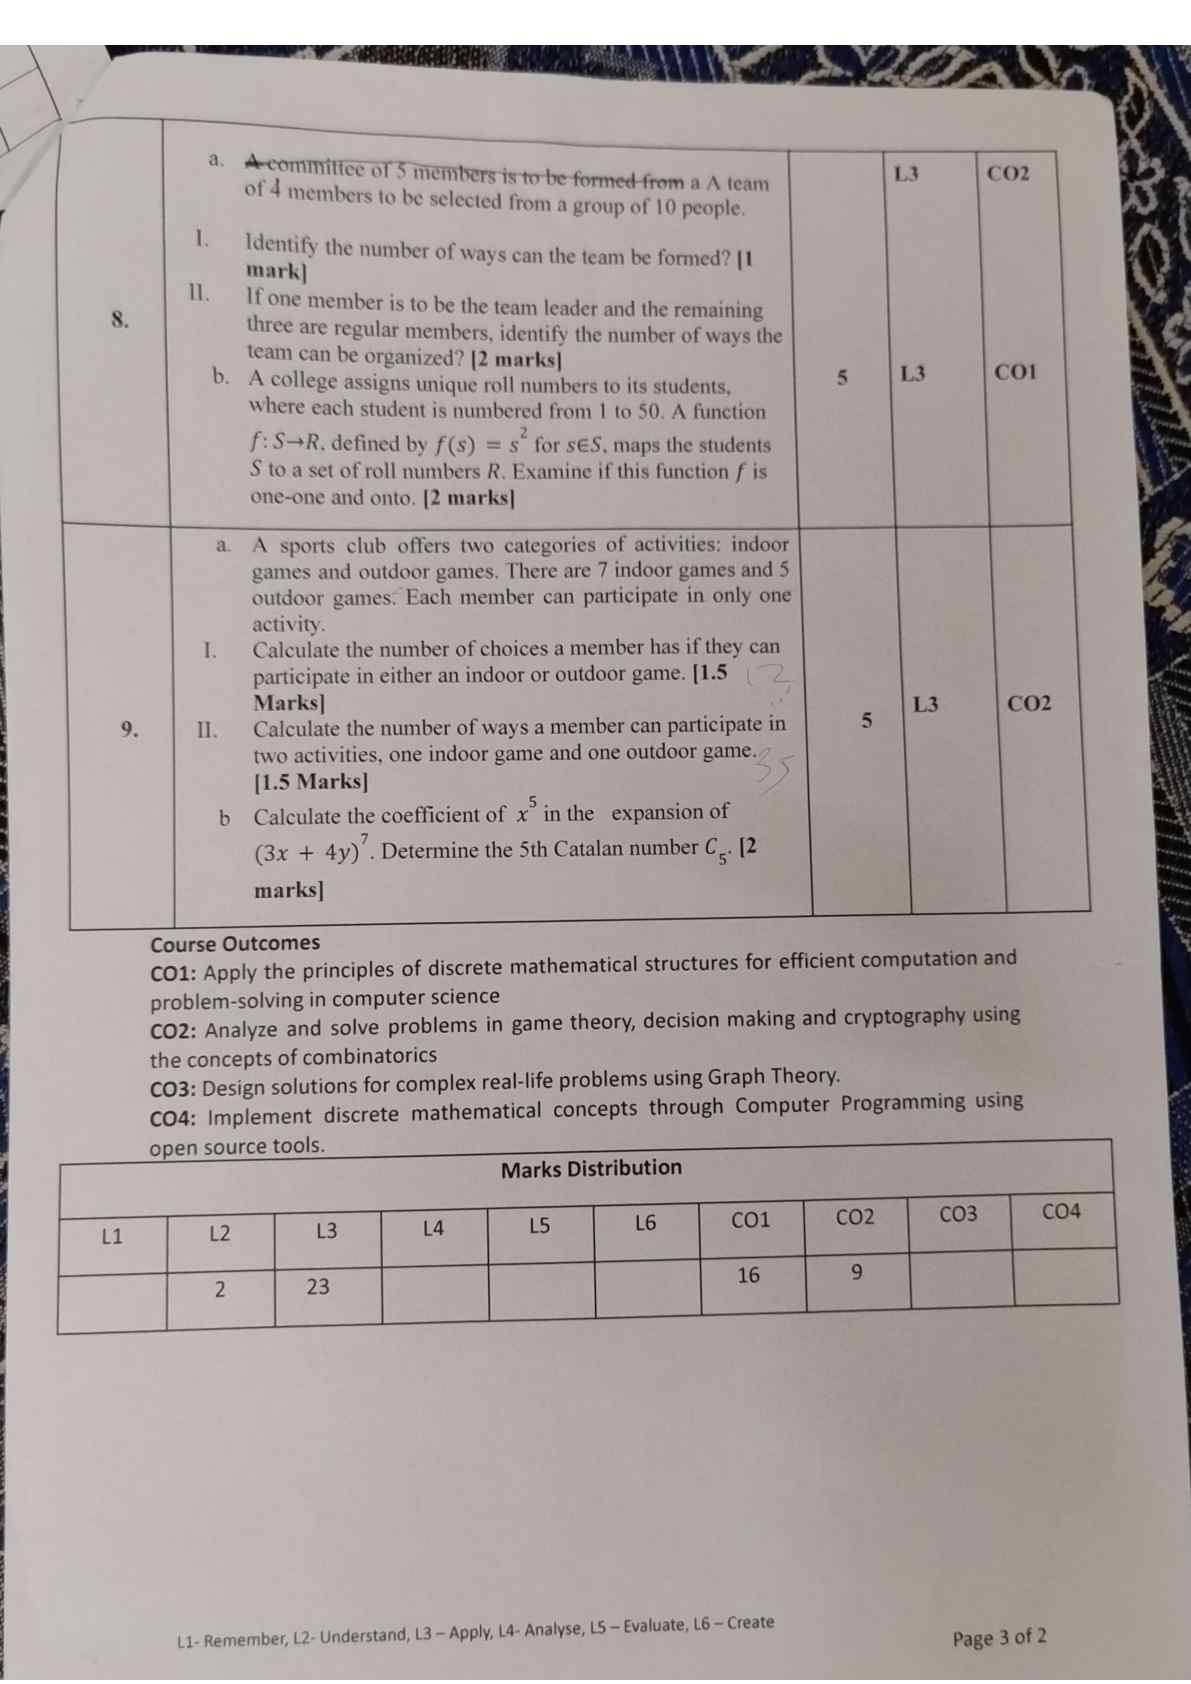 a. A committee of 5 members is to be formed from a A team
of 4 members to be selected from a group of 10 people.
L3
CO2
I. Identify the number of ways can the team be formed? [1
mark]
II. If one member is to be the team leader and the remaining
8.
three are regular members, identify the number of ways the
team can be organized? [2 marks]
b. A college assigns unique roll numbers to its students,
5
L3
CO1
where each student is numbered from 1 to 50. A function
f: S→R, defined by f(s) = s² for s∈S, maps the students
S to a set of roll numbers R. Examine if this function f is
one-one and onto. [2 marks]
a. A sports club offers two categories of activities: indoor
games and outdoor games. There are 7 indoor games and 5
outdoor games. Each member can participate in only one
activity.
I. Calculate the number of choices a member has if they can
participate in either an indoor or outdoor game. [1.5
12
Marks]
9.
II. Calculate the number of ways a member can participate in
5
L3
CO2
two activities, one indoor game and one outdoor game.
35
[1.5 Marks]
b Calculate the coefficient of x⁵ in the expansion of
(3x + 4y)⁷. Determine the 5th Catalan number C₅. [2
marks]
Course Outcomes
CO1: Apply the principles of discrete mathematical structures for efficient computation and
problem-solving in computer science
CO2: Analyze and solve problems in game theory, decision making and cryptography using
the concepts of combinatorics
CO3: Design solutions for complex real-life problems using Graph Theory.
CO4: Implement discrete mathematical concepts through Computer Programming using
open source tools.
Marks Distribution
L1 L2 L3 L4 L5 L6 CO1 CO2 CO3 CO4
2 23 16 9
L1- Remember, L2- Understand, L3 – Apply, L4- Analyse, L5 – Evaluate, L6 – Create
Page 3 of 2